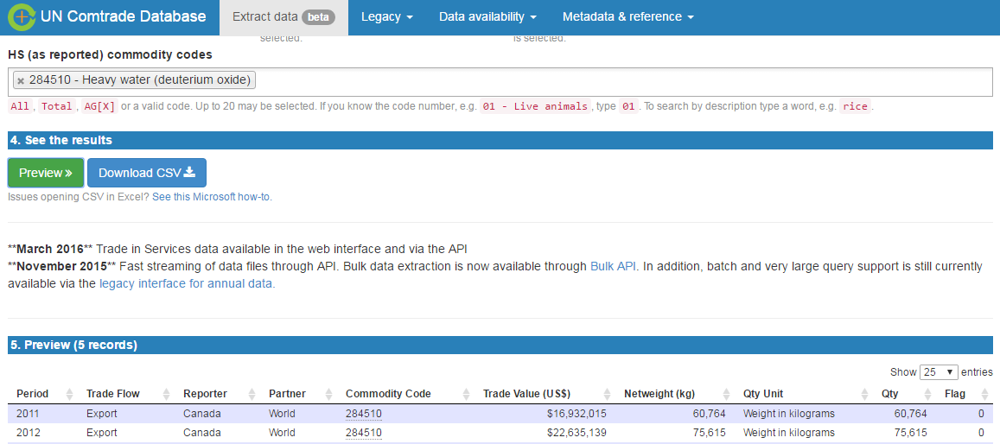 UN Comtrade Database Extract data beta Legacy Data availability Metadata & reference
selected. is selected.
HS (as reported) commodity codes
× 284510 - Heavy water (deuterium oxide)
All , Total , AG[X] or a valid code. Up to 20 may be selected. If you know the code number, e.g. 01 - Live animals , type 01 . To search by description type a word, e.g. rice .
4. See the results
Preview » Download CSV
Issues opening CSV in Excel? See this Microsoft how-to.
**March 2016** Trade in Services data available in the web interface and via the API
**November 2015** Fast streaming of data files through API. Bulk data extraction is now available through Bulk API. In addition, batch and very large query support is still currently
available via the legacy interface for annual data.
5. Preview (5 records)
Show 25 entries
Period Trade Flow Reporter Partner Commodity Code Trade Value (US$) Netweight (kg) Qty Unit Qty Flag
2011 Export Canada World 284510 $16,932,015 60,764 Weight in kilograms 60,764 0
2012 Export Canada World 284510 $22,635,139 75,615 Weight in kilograms 75,615 0